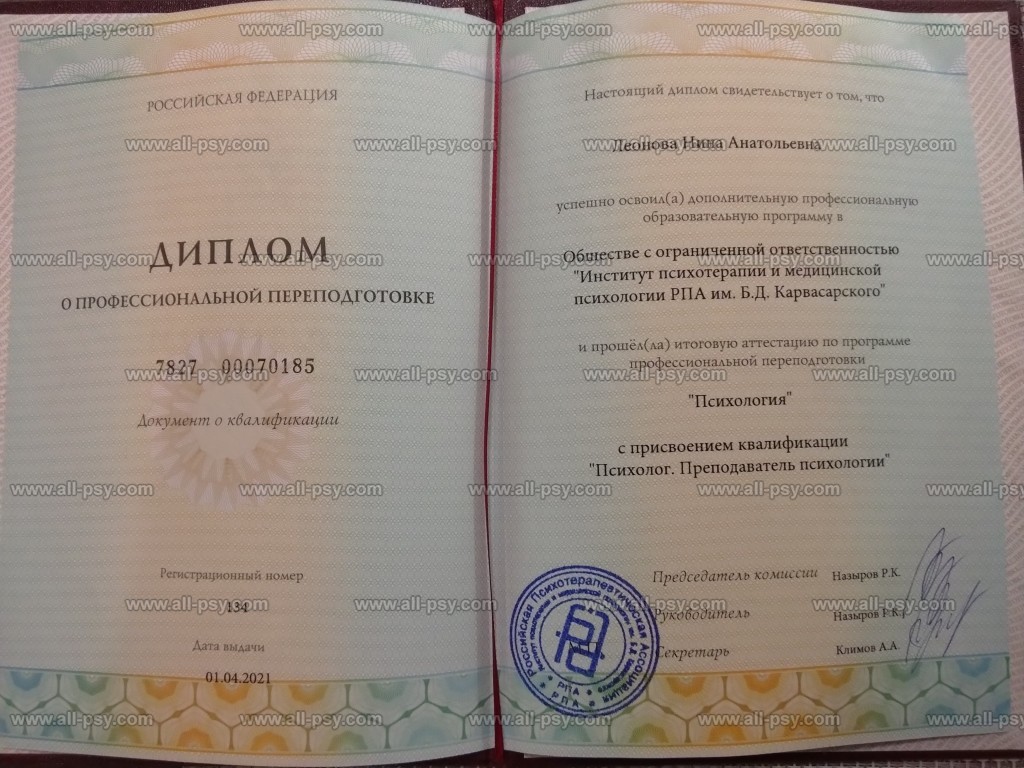 РОССИЙСКАЯ ФЕДЕРАЦИЯ
ДИПЛОМ
О ПРОФЕССИОНАЛЬНОЙ ПЕРЕПОДГОТОВКЕ
7827 00070185
Документ о квалификации
Регистрационный номер
434
Дата выдачи
01.04.2021
Настоящий диплом свидетельствует о том, что
Леонова Нина Анатольевна
успешно освоил(а) дополнительную профессиональную
образовательную программу в
Обществе с ограниченной ответственностью
"Институт психотерапии и медицинской
психологии РПА им. Б.Д. Карвасарского"
и прошёл(ла) итоговую аттестацию по программе
профессиональной переподготовки
"Психология"
с присвоением квалификации
"Психолог. Преподаватель психологии"
Председатель комиссии Назыров Р.К.
Руководитель Назыров Р.К.
Секретарь Климов А.А.
Российская Психотерапевтическая Ассоциация
РПА
РПА
www.all-psy.com